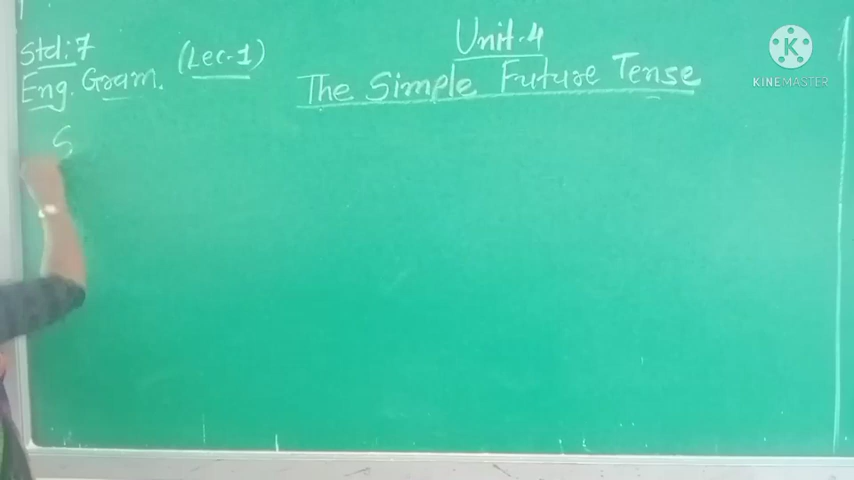 Std:7
Eng. Gram. (Lec-1)
Unit-4
The Simple Future Tense
S
KINEMASTER